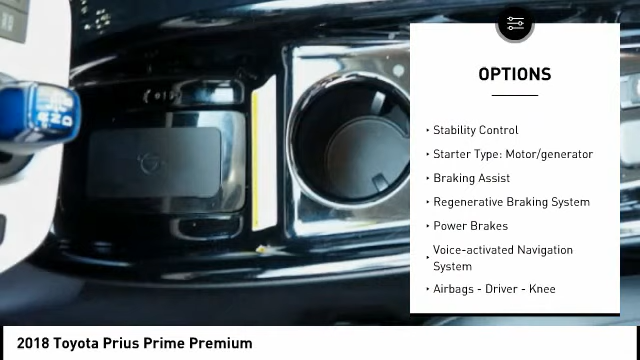 OPTIONS
Stability Control
Starter Type: Motor/generator
Braking Assist
Regenerative Braking System
Power Brakes
Voice-activated Navigation
System
Airbags - Driver - Knee
2018 Toyota Prius Prime Premium